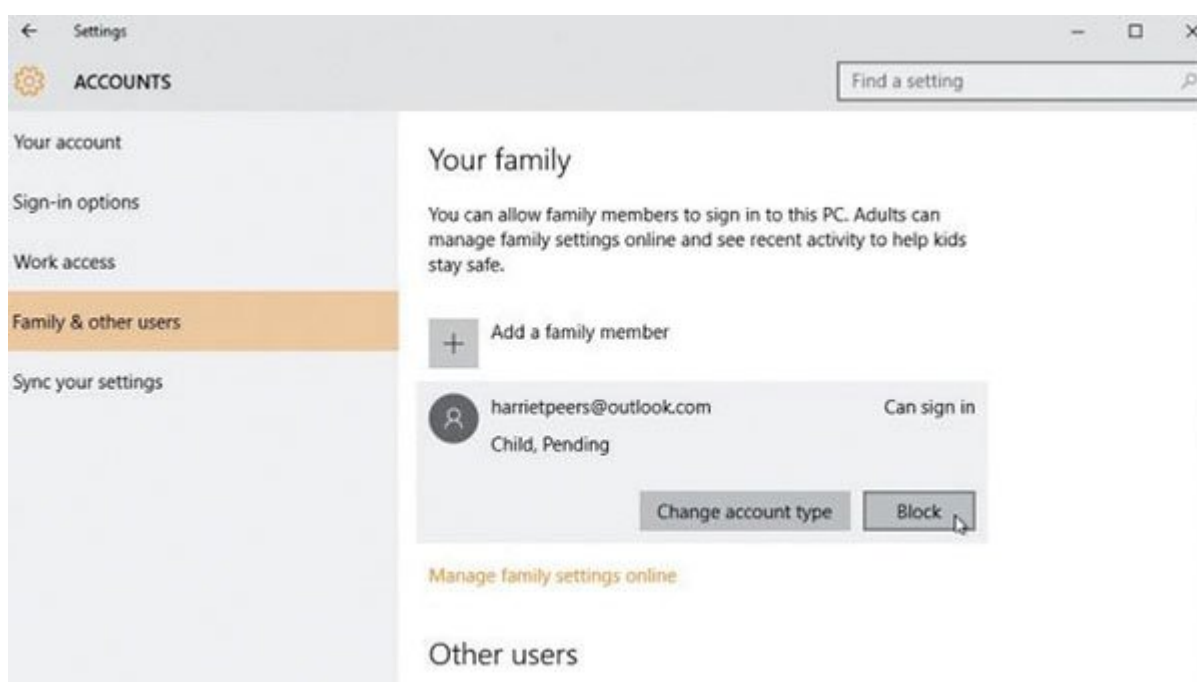 Settings
ACCOUNTS
Find a setting
Your account
Sign-in options
Work access
Family & other users
Sync your settings
Your family
You can allow family members to sign in to this PC. Adults can
manage family settings online and see recent activity to help kids
stay safe.
Add a family member
harrietpeers@outlook.com
Can sign in
Child, Pending
Change account type
Block
Manage family settings online
Other users